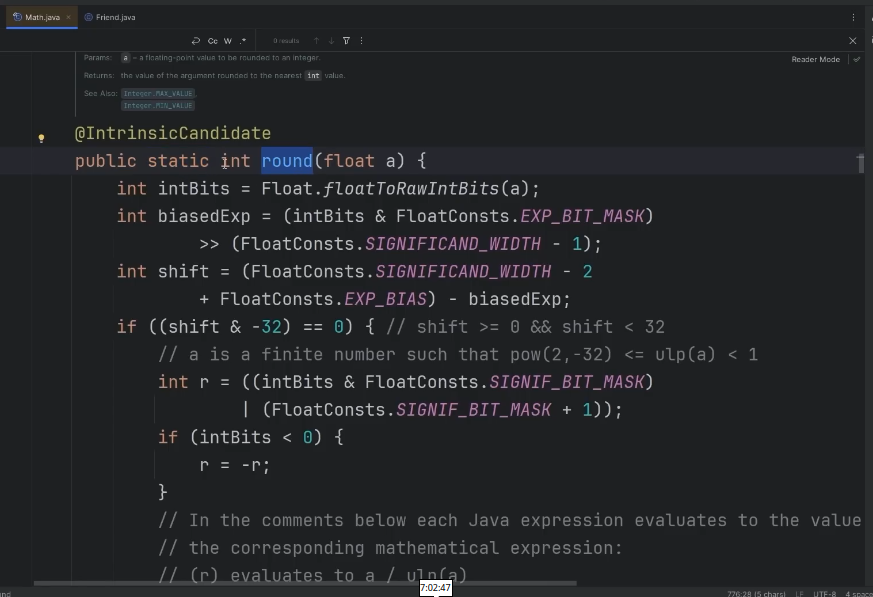 Math.java × Friend.java
Cc W .* 0 results
Reader Mode
Params: a – a floating-point value to be rounded to an integer.
Returns: the value of the argument rounded to the nearest int value.
See Also: Integer.MAX_VALUE,
Integer.MIN_VALUE
@IntrinsicCandidate
public static int round(float a) {
int intBits = Float.floatToRawIntBits(a);
int biasedExp = (intBits & FloatConsts.EXP_BIT_MASK)
>> (FloatConsts.SIGNIFICAND_WIDTH - 1);
int shift = (FloatConsts.SIGNIFICAND_WIDTH - 2
+ FloatConsts.EXP_BIAS) - biasedExp;
if ((shift & -32) == 0) { // shift >= 0 && shift < 32
// a is a finite number such that pow(2,-32) <= ulp(a) < 1
int r = ((intBits & FloatConsts.SIGNIF_BIT_MASK)
| (FloatConsts.SIGNIF_BIT_MASK + 1));
if (intBits < 0) {
r = -r;
}
// In the comments below each Java expression evaluates to the value
// the corresponding mathematical expression:
// (r) evaluates to a / ulp(a)
7:02:47
776:28 (5 chars) LF UTF-8 4 space